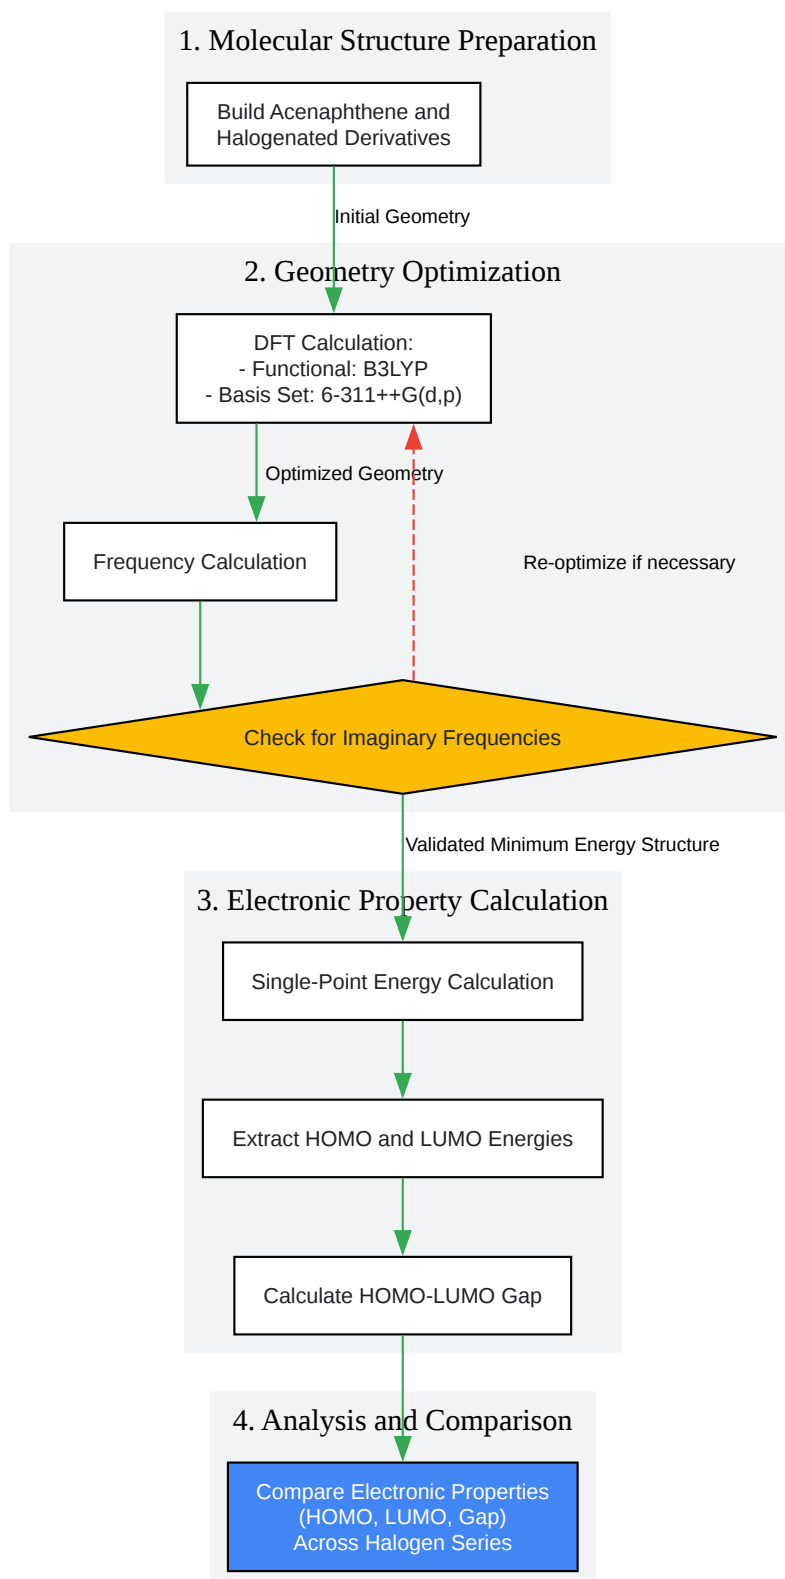 1. Molecular Structure Preparation
Build Acenaphthene and
Halogenated Derivatives
Initial Geometry
2. Geometry Optimization
DFT Calculation:
- Functional: B3LYP
- Basis Set: 6-311++G(d,p)
Optimized Geometry
Frequency Calculation
Re-optimize if necessary
Check for Imaginary Frequencies
Validated Minimum Energy Structure
3. Electronic Property Calculation
Single-Point Energy Calculation
Extract HOMO and LUMO Energies
Calculate HOMO-LUMO Gap
4. Analysis and Comparison
Compare Electronic Properties
(HOMO, LUMO, Gap)
Across Halogen Series